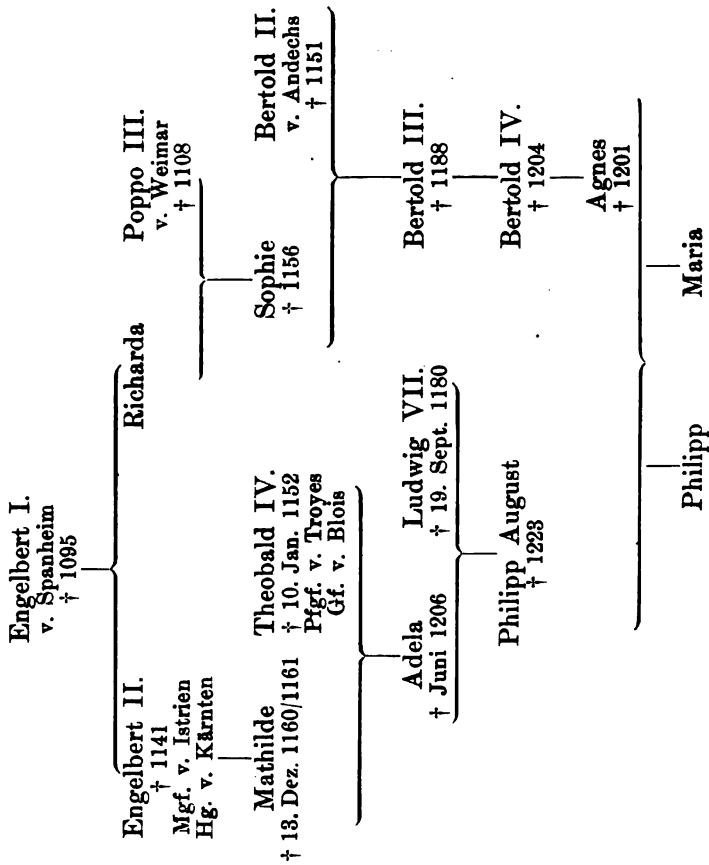 Engelbert I.
v. Spanheim
† 1095
Engelbert II.
† 1141
Mgf. v. Istrien
Hg. v. Kärnten
Richarda
Poppo III.
v. Weimar
† 1108
Mathilde
† 13. Dez. 1160/1161
Theobald IV.
† 10. Jan. 1152
Pfgf. v. Troyes
Gf. v. Blois
Sophie
† 1156
Bertold II.
v. Andechs
† 1151
Adela
† Juni 1206
Ludwig VII.
† 19. Sept. 1180
Bertold III.
† 1188
Philipp August
† 1223
Bertold IV.
† 1204
Agnes
† 1201
Philipp
Maria